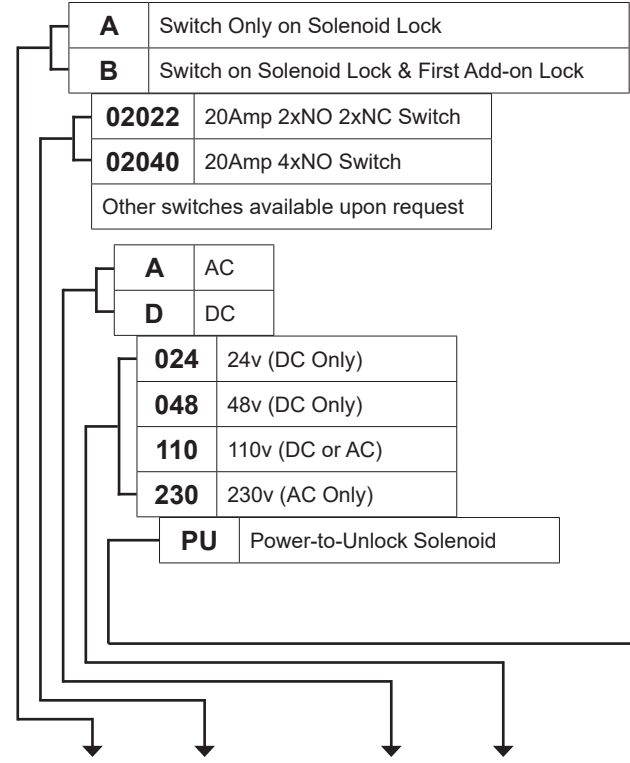 A Switch Only on Solenoid Lock
B Switch on Solenoid Lock & First Add-on Lock
02022 20Amp 2xNO 2xNC Switch
02040 20Amp 4xNO Switch
Other switches available upon request
A AC
D DC
024 24v (DC Only)
048 48v (DC Only)
110 110v (DC or AC)
230 230v (AC Only)
PU Power-to-Unlock Solenoid